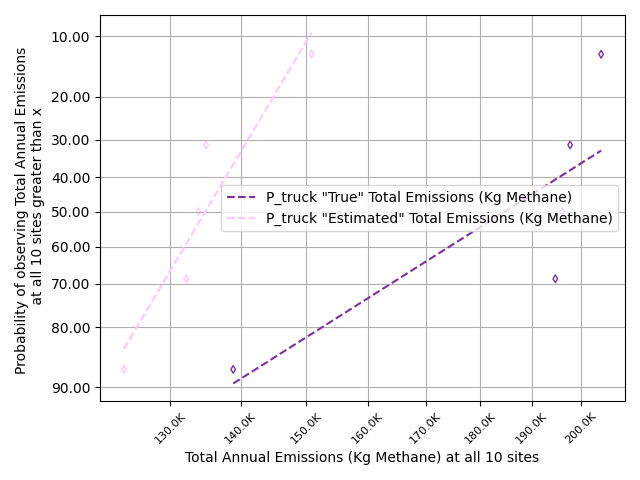 Probability of observing Total Annual Emissions
at all 10 sites greater than x
10.00
20.00
30.00
40.00
50.00
60.00
70.00
80.00
90.00
P_truck "True" Total Emissions (Kg Methane)
P_truck "Estimated" Total Emissions (Kg Methane)
130.0K
140.0K
150.0K
160.0K
170.0K
180.0K
190.0K
200.0K
Total Annual Emissions (Kg Methane) at all 10 sites